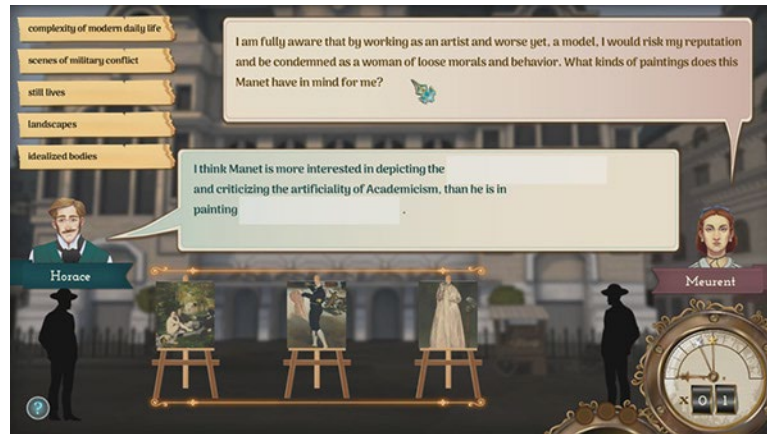 complexity of modern daily life
scenes of military conflict
still lives
landscapes
idealized bodies
I am fully aware that by working as an artist and worse yet, a model, I would risk my reputation
and be condemned as a woman of loose morals and behavior. What kinds of paintings does this
Manet have in mind for me?
I think Manet is more interested in depicting the
and criticizing the artificiality of Academicism, than he is in
painting .
Horace
Meurent
?
x 0 1